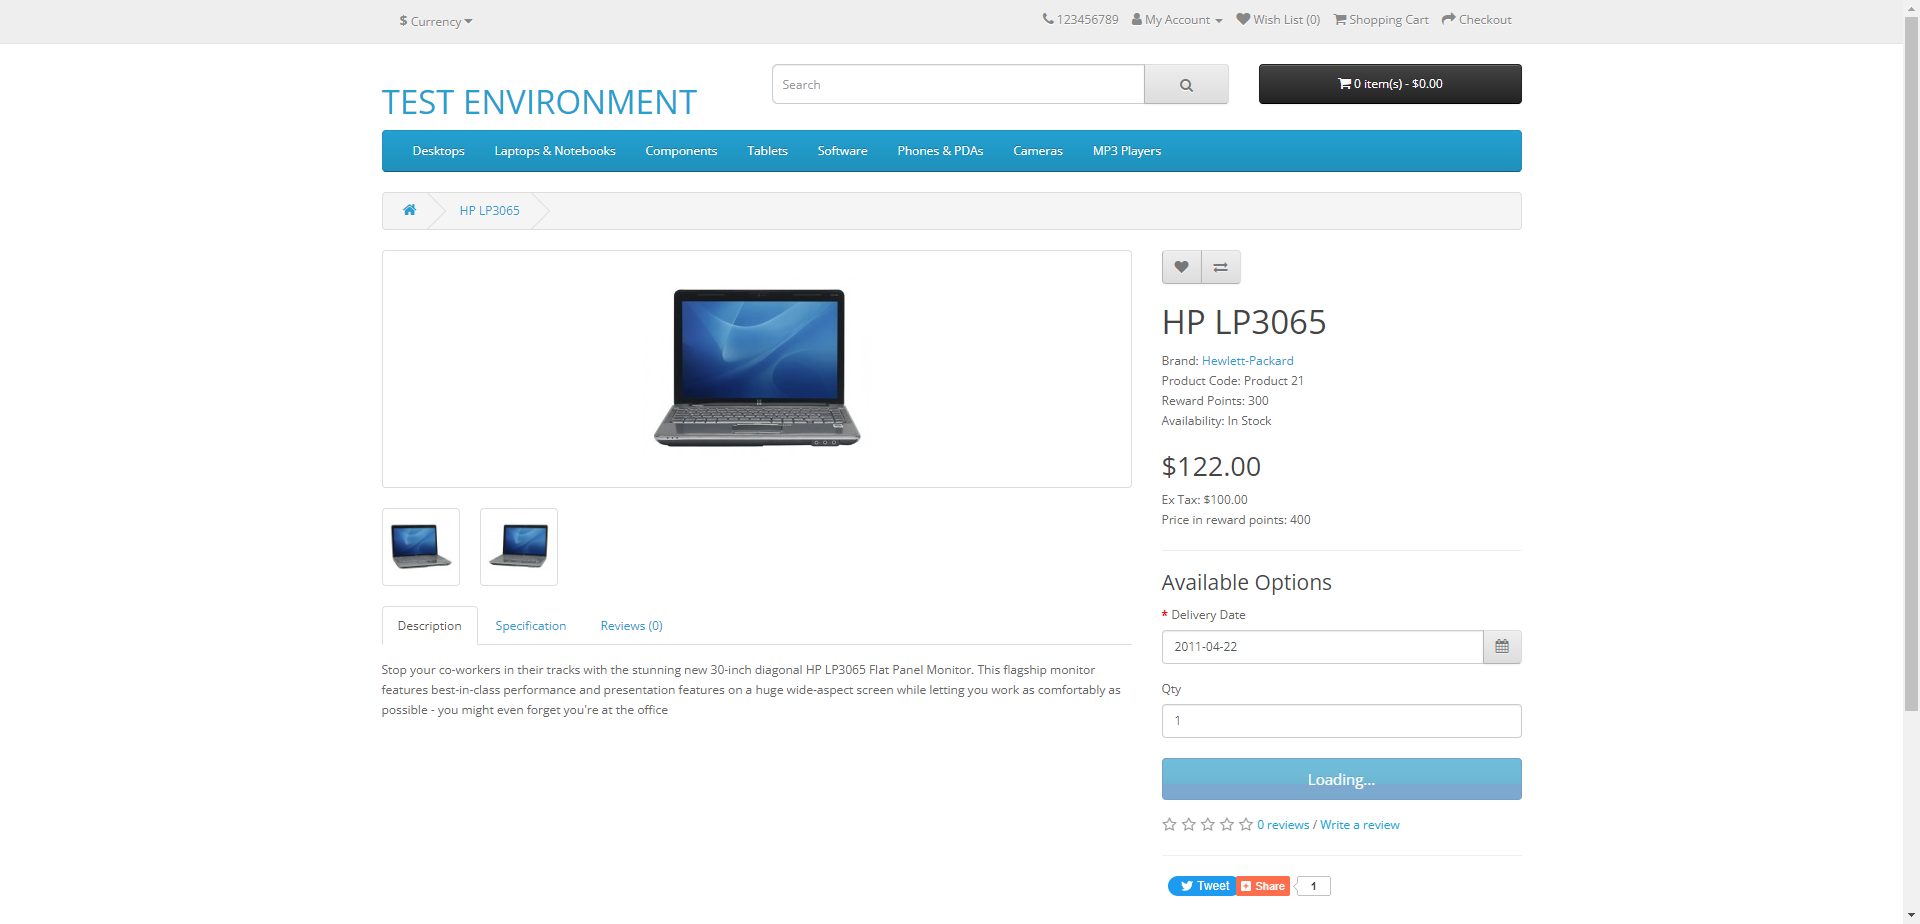 $ Currency
123456789 My Account Wish List (0) Shopping Cart Checkout
TEST ENVIRONMENT
Search
0 item(s) - $0.00
Desktops Laptops & Notebooks Components Tablets Software Phones & PDAs Cameras MP3 Players
HP LP3065
HP LP3065
Brand: Hewlett-Packard
Product Code: Product 21
Reward Points: 300
Availability: In Stock
$122.00
Ex Tax: $100.00
Price in reward points: 400
Available Options
* Delivery Date
2011-04-22
Qty
1
Loading...
0 reviews / Write a review
Tweet Share 1
Description Specification Reviews (0)
Stop your co-workers in their tracks with the stunning new 30-inch diagonal HP LP3065 Flat Panel Monitor. This flagship monitor
features best-in-class performance and presentation features on a huge wide-aspect screen while letting you work as comfortably as
possible - you might even forget you're at the office